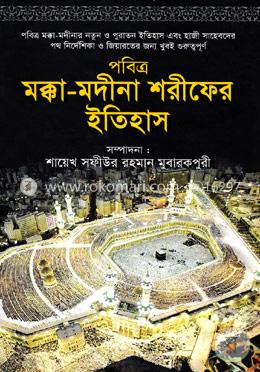 পবিত্র মক্কা-মদীনার নতুন ও পুরাতন ইতিহাস এবং হাজী সাহেবদের
পথ নির্দেশিকা ও জিয়ারতের জন্য খুবই গুরুত্বপূর্ণ
পবিত্র
মক্কা-মদীনা শরীফের
ইতিহাস
সম্পাদনা :
শায়েখ সফীউর রহমান মুবারকপুরী
www.rokomari.com